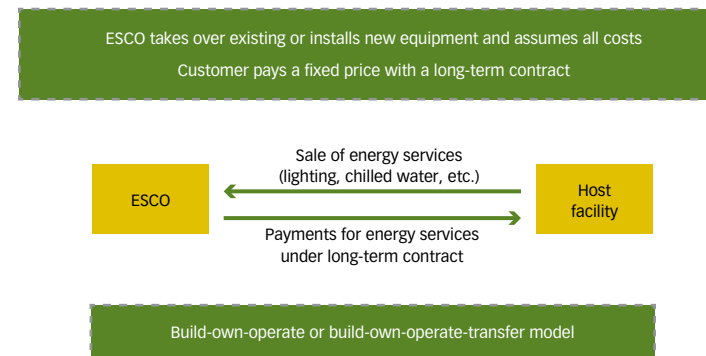 ESCO takes over existing or installs new equipment and assumes all costs
Customer pays a fixed price with a long-term contract
Sale of energy services
(lighting, chilled water, etc.)
ESCO
Host
facility
Payments for energy services
under long-term contract
Build-own-operate or build-own-operate-transfer model